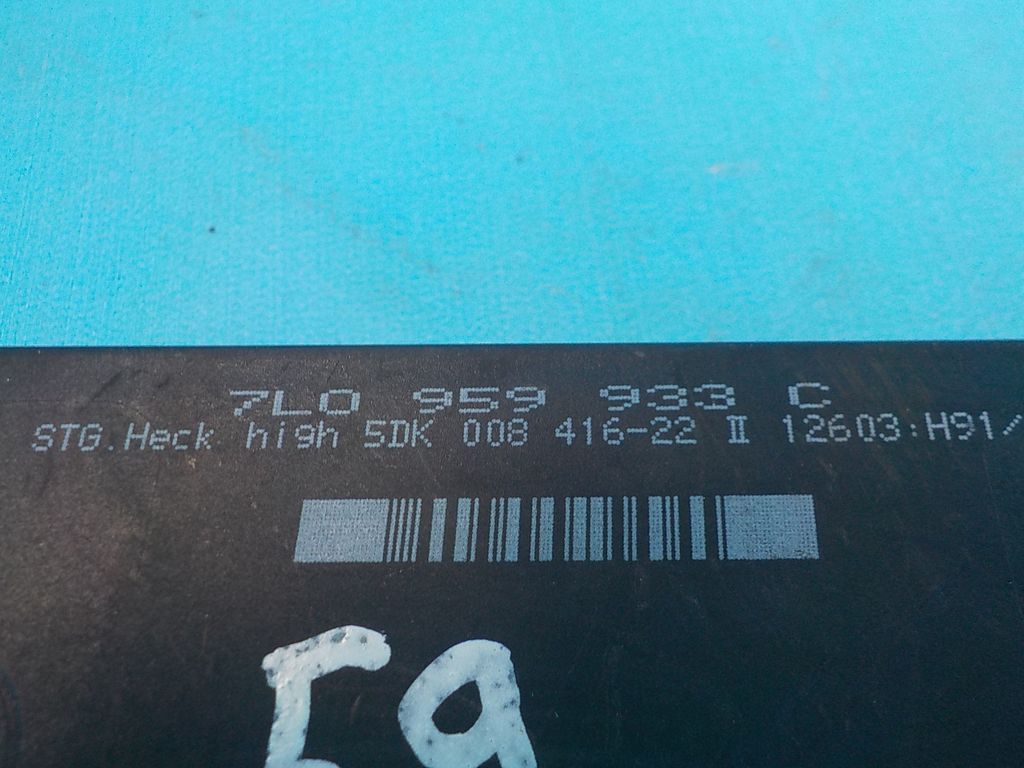 7L0 959 933 C
STG.Heck high 5DK 008 416-22 II 12603:H91/